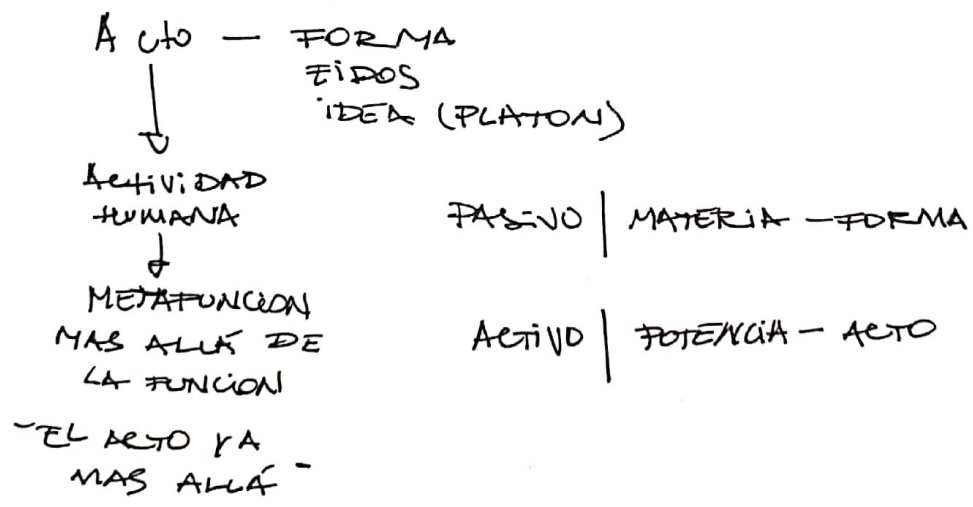 Acto — FORMA
EIDOS
IDEA (PLATON)
ACTIVIDAD
HUMANA
METAFUNCION
MAS ALLÁ DE
LA FUNCION
"EL ACTO YA
MAS ALLÁ"
PASIVO | MATERIA — FORMA
ACTIVO | POTENCIA — ACTO